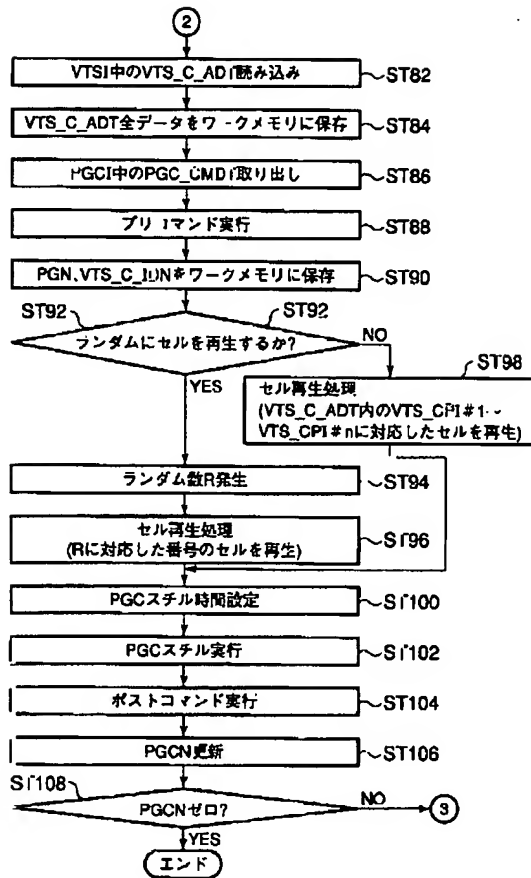 2
VTSI中のVTS_C_ADT読み込み
ST82
VTS_C_ADT全データをワークメモリに保存
ST84
PGCI中のPGC_CMDT取り出し
ST86
プリコマンド実行
ST88
PGN、VTS_C_IDNをワークメモリに保存
ST90
ST92
ST92
ランダムにセルを再生するか?
NO
YES
ST98
セル再生処理
(VTS_C_ADT内のVTS_CPI#1~
VTS_CPI#nに対応したセルを再生)
ランダム数R発生
ST94
セル再生処理
(Rに対応した番号のセルを再生)
ST96
PGCスチル時間設定
ST100
PGCスチル実行
ST102
ポストコマンド実行
ST104
PGCN更新
ST106
ST108
PGCNゼロ?
NO
3
YES
エンド